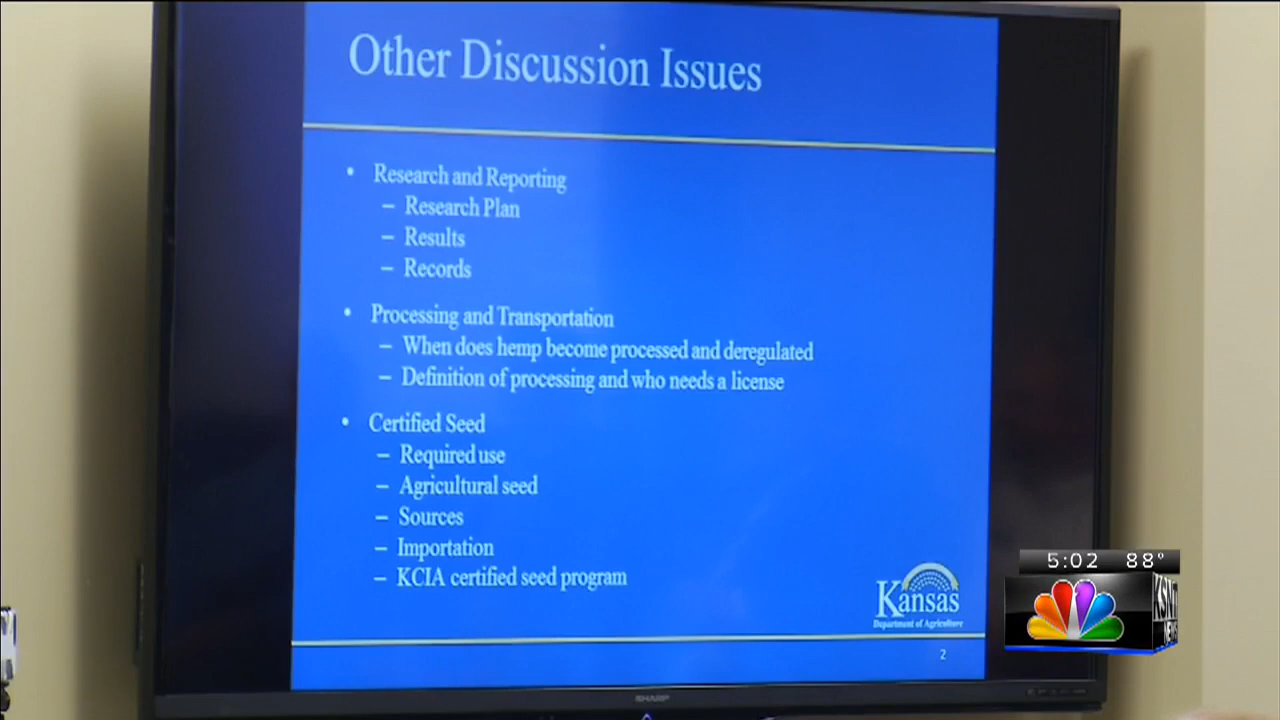 Other Discussion Issues
• Research and Reporting
– Research Plan
– Results
– Records
• Processing and Transportation
– When does hemp become processed and deregulated
– Definition of processing and who needs a license
• Certified Seed
– Required use
– Agricultural seed
– Sources
– Importation
– KCIA certified seed program
Kansas
Department of Agriculture
2
SHARP
5:02 88°
KSNT
NEWS